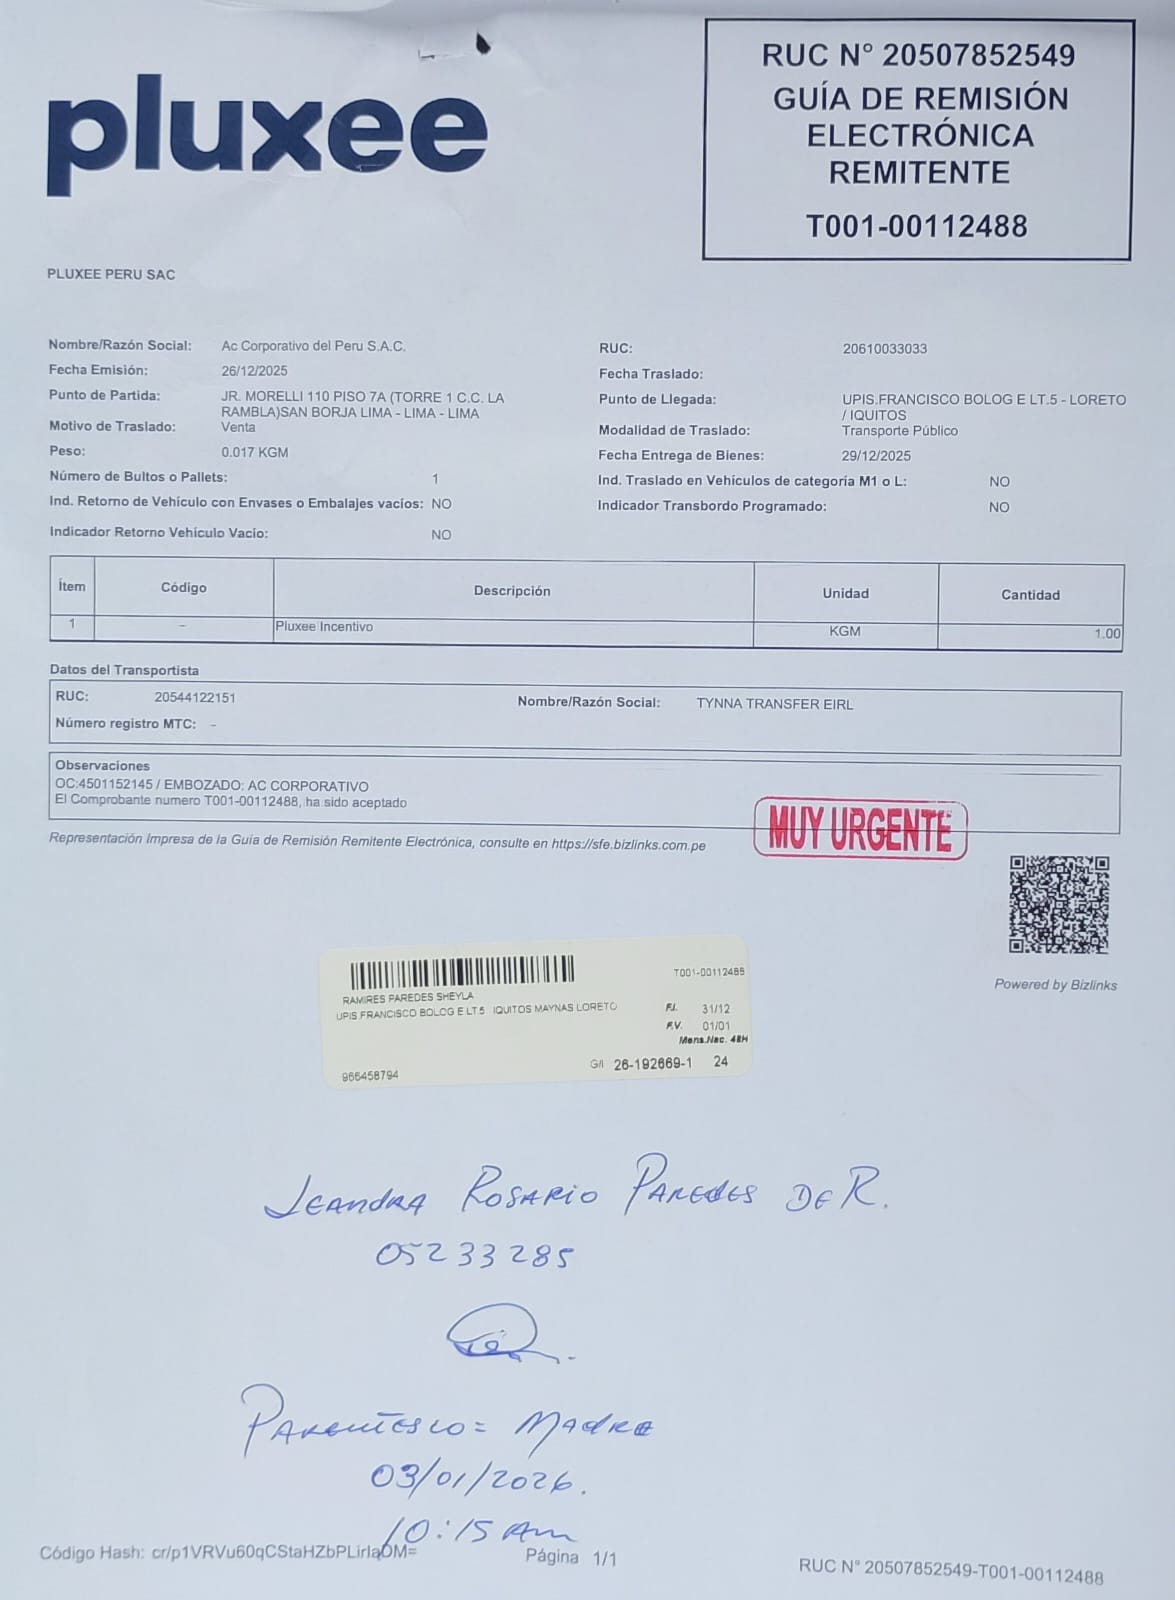 pluxee
RUC N° 20507852549
GUÍA DE REMISIÓN
ELECTRÓNICA
REMITENTE
T001-00112488
PLUXEE PERU SAC
Nombre/Razón Social: Ac Corporativo del Peru S.A.C.
RUC: 20610033033
Fecha Emisión: 26/12/2025
Fecha Traslado:
Punto de Partida: JR. MORELLI 110 PISO 7A (TORRE 1 C.C. LA
RAMBLA)SAN BORJA LIMA - LIMA - LIMA
Punto de Llegada: UPIS.FRANCISCO BOLOG E LT.5 - LORETO
/ IQUITOS
Motivo de Traslado: Venta
Modalidad de Traslado: Transporte Público
Peso: 0.017 KGM
Fecha Entrega de Bienes: 29/12/2025
Número de Bultos o Pallets: 1
Ind. Traslado en Vehículos de categoría M1 o L: NO
Ind. Retorno de Vehículo con Envases o Embalajes vacíos: NO
Indicador Transbordo Programado: NO
Indicador Retorno Vehículo Vacío: NO
Ítem Código Descripción Unidad Cantidad
1 - Pluxee Incentivo KGM 1.00
Datos del Transportista
RUC: 20544122151 Nombre/Razón Social: TYNNA TRANSFER EIRL
Número registro MTC: -
Observaciones
OC:4501152145 / EMBOZADO: AC CORPORATIVO
El Comprobante numero T001-00112488, ha sido aceptado
MUY URGENTE
Representación Impresa de la Guía de Remisión Remitente Electrónica, consulte en https://sfe.bizlinks.com.pe
Powered by Bizlinks
T001-00112488
RAMIRES PAREDES SHEYLA
UPIS.FRANCISCO BOLOG E LT.5 IQUITOS MAYNAS LORETO
F.I. 31/12
F.V. 01/01
Mens.Nac. 48H
G/I 26-192669-1 24
966458794
Leandra Rosario Paredes De R.
05233285
Parentesco = Madre
03/01/2026.
10:15 Am
Código Hash: cr/p1VRVu60qCStaHZbPLirIaOM=
Página 1/1
RUC N° 20507852549-T001-00112488